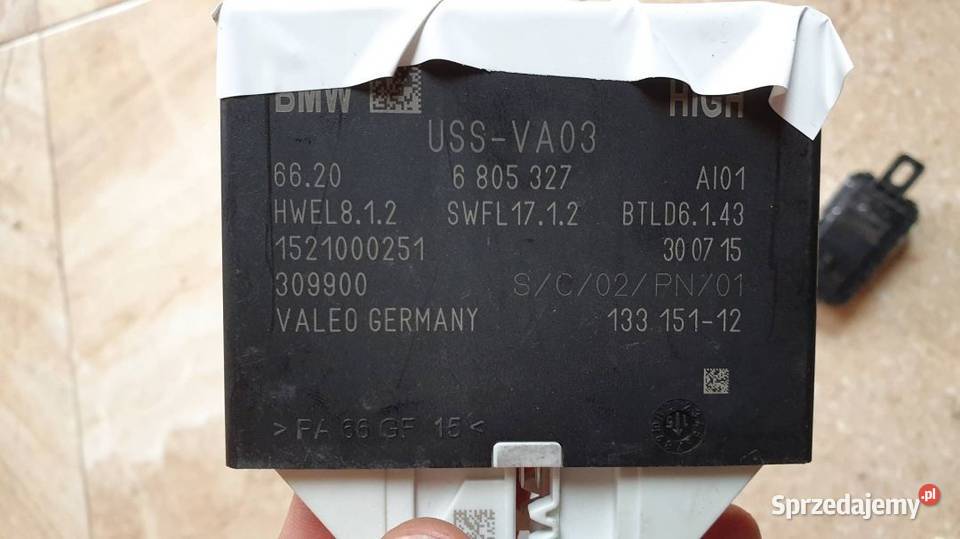 BMW HIGH
USS-VA03
66.20 6 805 327 AI01
HWEL8.1.2 SWFL17.1.2 BTLD6.1.43
1521000251 30 07 15
309900 S/C/02/PN/01
VALEO GERMANY 133 151-12
>PA 66 GF 15<
Sprzedajemy.pl